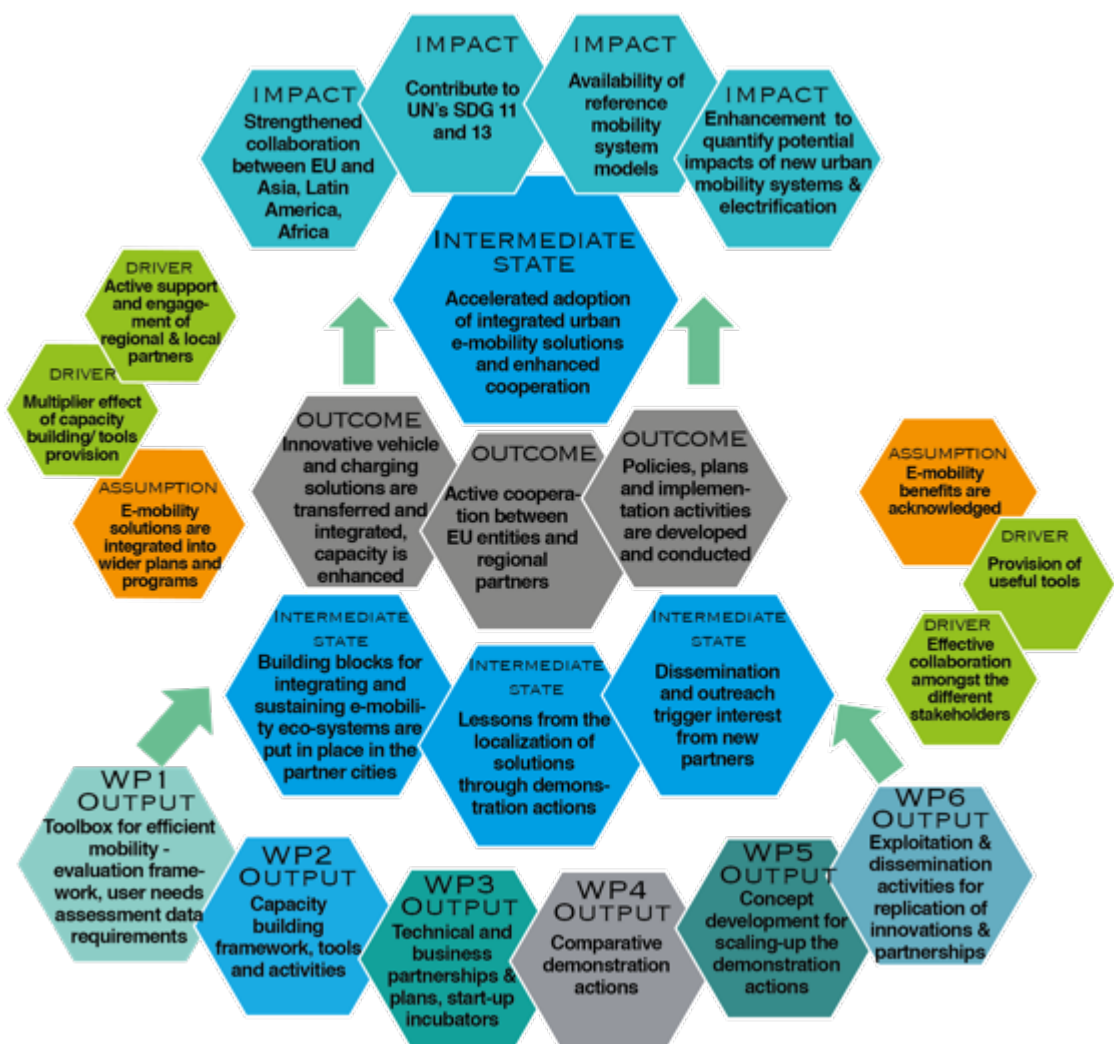 IMPACT
Strengthened
collaboration
between EU and
Asia, Latin
America,
Africa
IMPACT
Contribute to
UN's SDG 11
and 13
IMPACT
Availability of
reference
mobility
system
models
IMPACT
Enhancement to
quantify potential
impacts of new urban
mobility systems &
electrification
INTERMEDIATE
STATE
Accelerated adoption
of integrated urban
e-mobility solutions
and enhanced
cooperation
DRIVER
Active support
and engage-
ment of
regional & local
partners
DRIVER
Multiplier effect
of capacity
building/ tools
provision
ASSUMPTION
E-mobility
solutions are
integrated into
wider plans and
programs
OUTCOME
Innovative vehicle
and charging
solutions are
transferred and
integrated,
capacity is
enhanced
OUTCOME
Active coopera-
tion between
EU entities and
regional
partners
OUTCOME
Policies, plans
and implemen-
tation activities
are developed
and conducted
ASSUMPTION
E-mobility
benefits are
acknowledged
DRIVER
Provision of
useful tools
DRIVER
Effective
collaboration
amongst the
different
stakeholders
INTERMEDIATE
STATE
Building blocks for
integrating and
sustaining e-mobili-
ty eco-systems are
put in place in the
partner cities
INTERMEDIATE
STATE
Lessons from the
localization of
solutions
through demons-
tration actions
INTERMEDIATE
STATE
Dissemination
and outreach
trigger interest
from new
partners
WP1
OUTPUT
Toolbox for efficient
mobility -
evaluation frame-
work, user needs
assessment data
requirements
WP2
OUTPUT
Capacity
building
framework, tools
and activities
WP3
OUTPUT
Technical and
business
partnerships &
plans, start-up
incubators
WP4
OUTPUT
Comparative
demonstration
actions
WP5
OUTPUT
Concept
development for
scaling-up the
demonstration
actions
WP6
OUTPUT
Exploitation &
dissemination
activities for
replication of
innovations &
partnerships